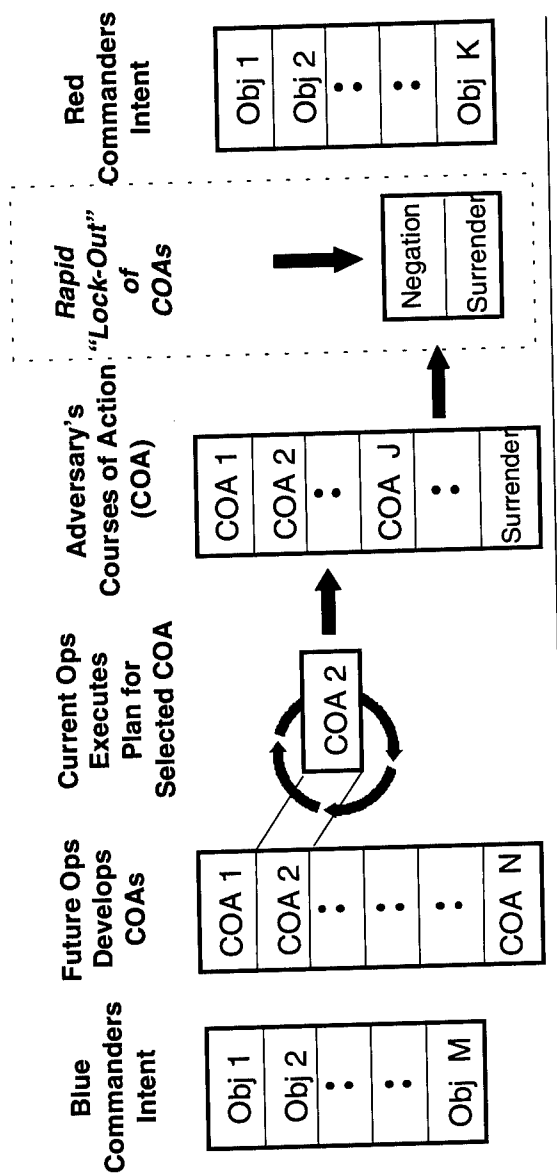 Blue
Commanders
Intent
Obj 1
Obj 2
:
:
Obj M
Future Ops
Develops
COAs
COA 1
COA 2
:
:
:
COA N
Current Ops
Executes
Plan for
Selected COA
COA 2
Adversary's
Courses of Action
(COA)
COA 1
COA 2
:
COA J
:
Surrender
Rapid
"Lock-Out"
of
COAs
Negation
Surrender
Red
Commanders
Intent
Obj 1
Obj 2
:
:
Obj K